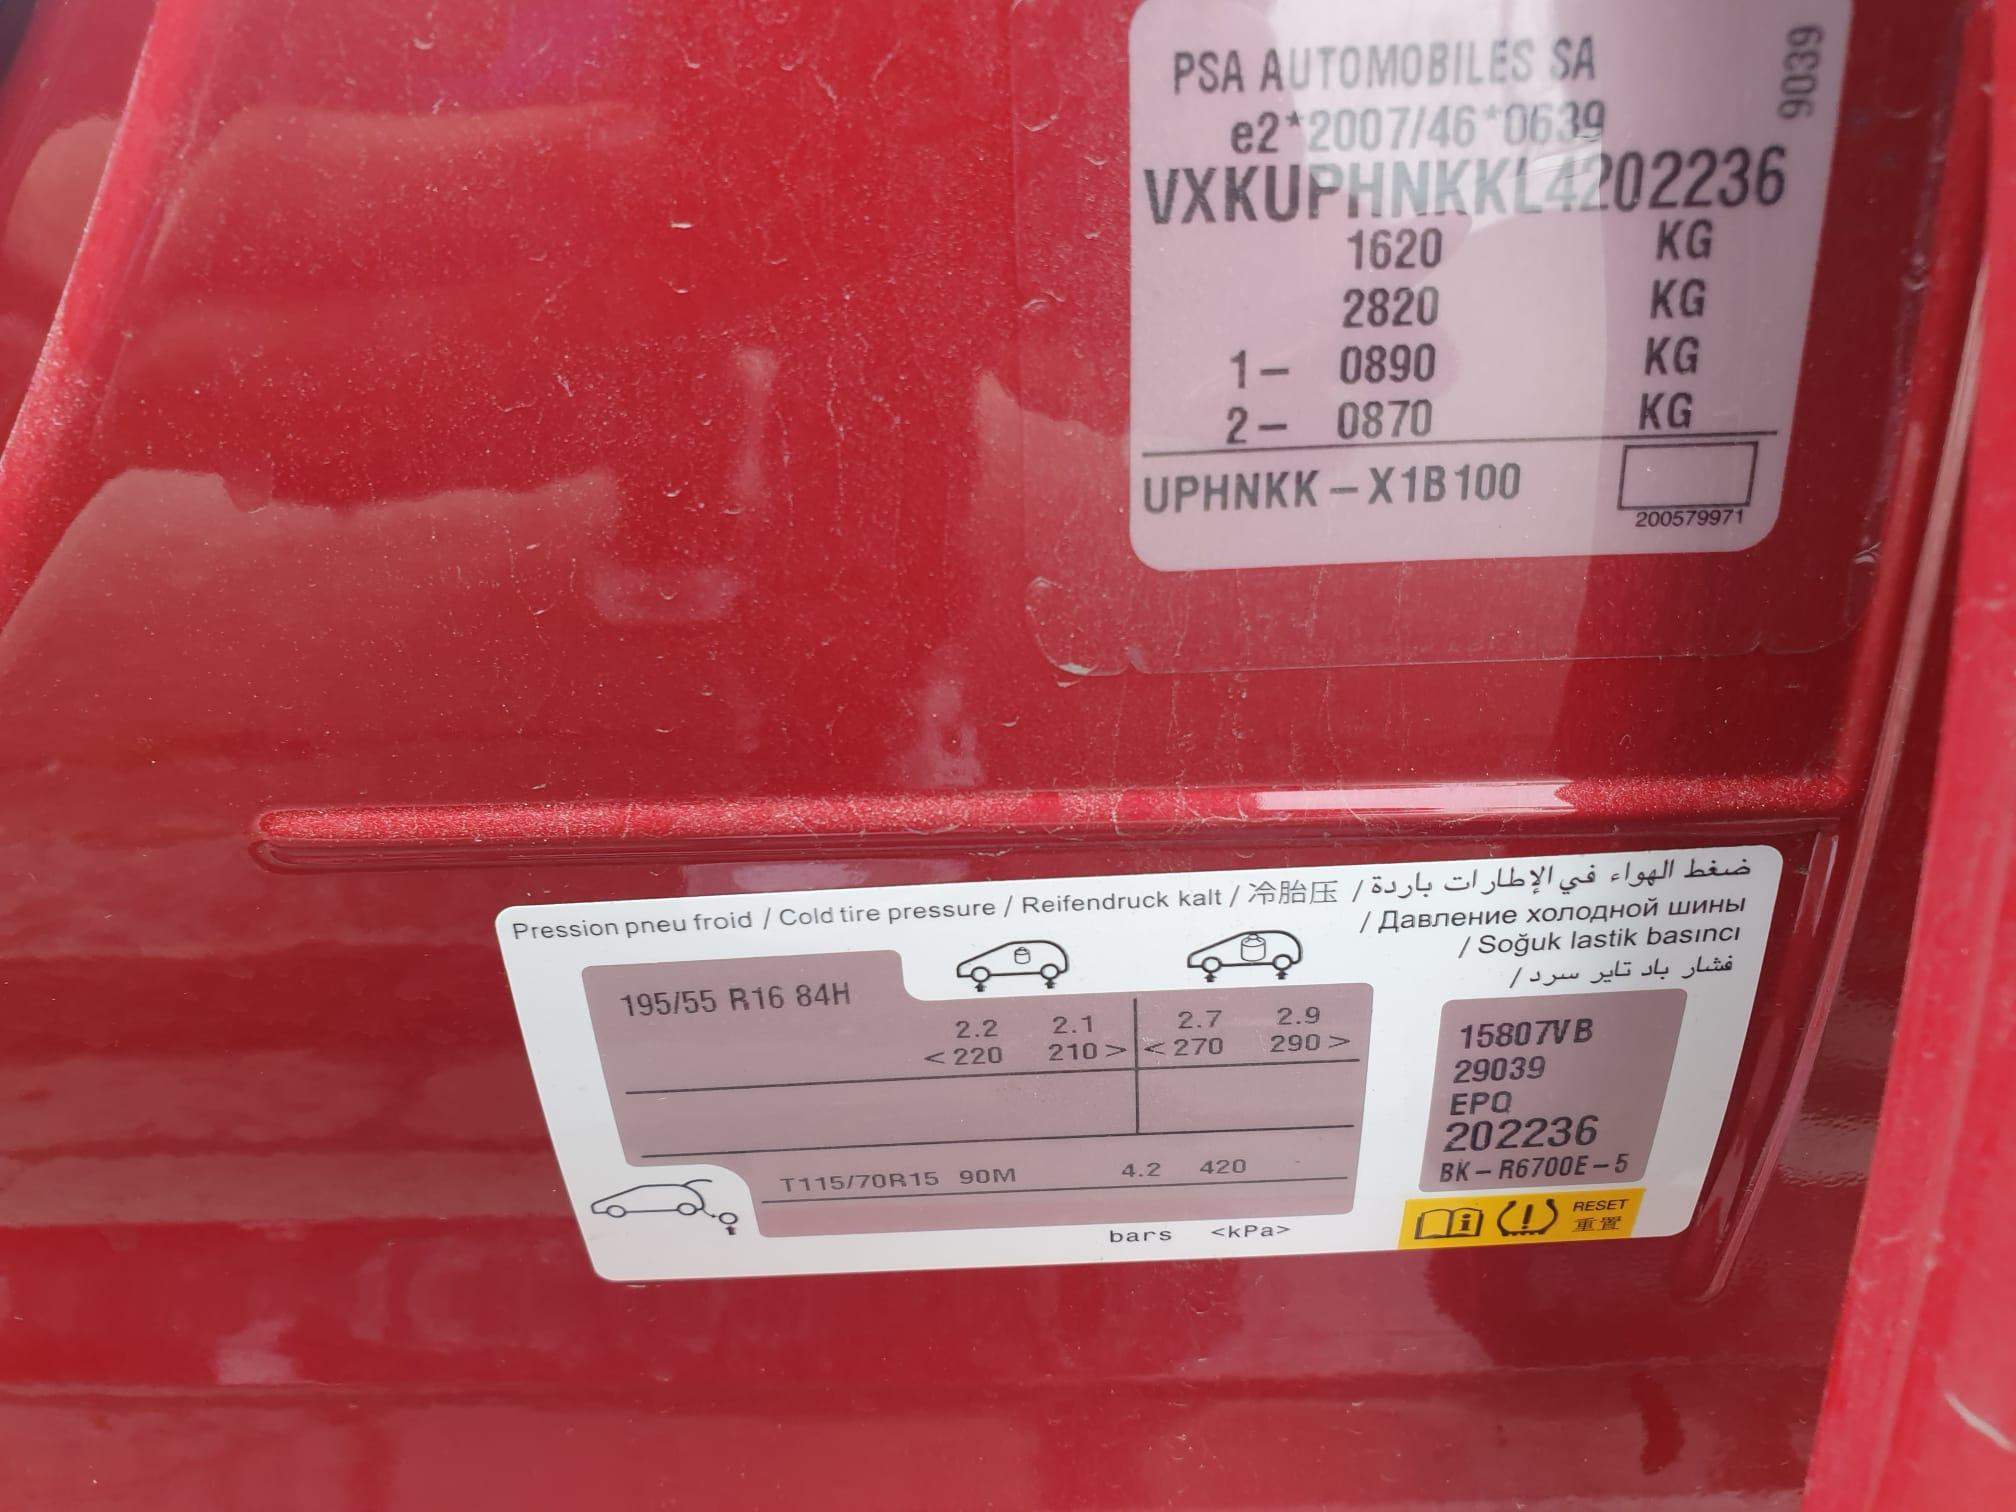 PSA AUTOMOBILES SA
9039
e2*2007/46*0639
VXKUPHNKKL4202236
1620 KG
2820 KG
1– 0890 KG
2– 0870 KG
UPHNKK – X1B100
200579971
Pression pneu froid / Cold tire pressure / Reifendruck kalt / 冷胎压 / ضغط الهواء في الإطارات باردة
/ Давление холодной шины
/ Soğuk lastik basıncı
/ فشار باد تایر سرد
195/55 R16 84H
2.2 2.1 2.7 2.9
<220 210> <270 290>
T115/70R15 90M 4.2 420 -
bars <kPa>
15807VB
29039
EPQ
202236
BK – R6700E – 5
RESET
重置